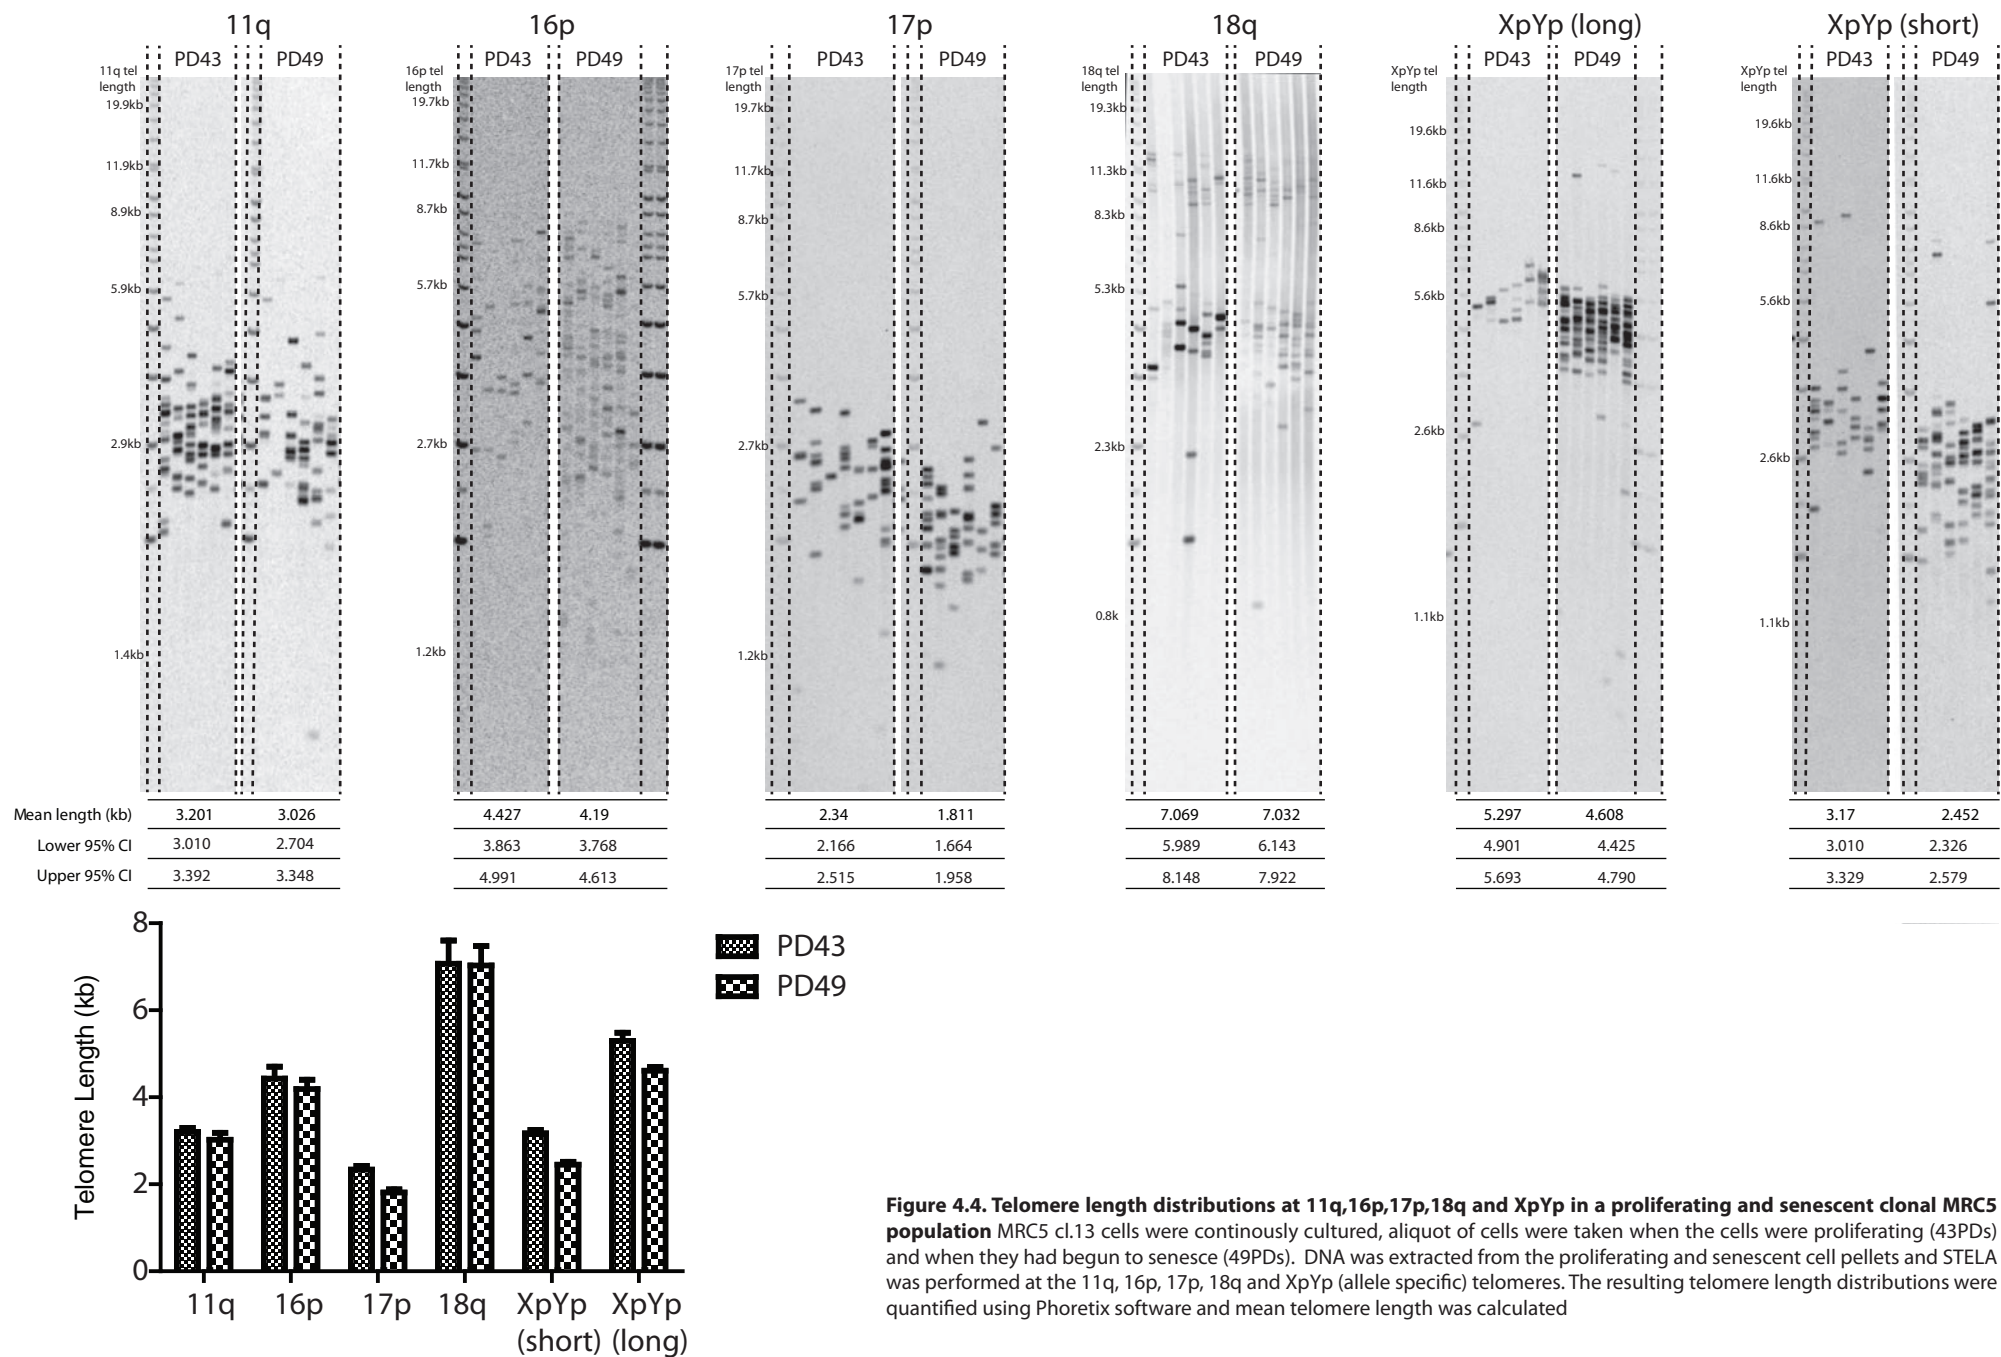 11q
16p
17p
18q
XpYp (long)
XpYp (short)
PD43 PD49
PD43 PD49
PD43 PD49
PD43 PD49
PD43 PD49
PD43 PD49
11q tel
length
19.9kb
11.9kb
8.9kb
5.9kb
2.9kb
1.4kb
16p tel
length
19.7kb
11.7kb
8.7kb
5.7kb
2.7kb
1.2kb
17p tel
length
19.7kb
11.7kb
8.7kb
5.7kb
2.7kb
1.2kb
18q tel
length
19.3kb
11.3kb
8.3kb
5.3kb
2.3kb
0.8k
XpYp tel
length
19.6kb
11.6kb
8.6kb
5.6kb
2.6kb
1.1kb
XpYp tel
length
19.6kb
11.6kb
8.6kb
5.6kb
2.6kb
1.1kb
Mean length (kb) 3.201 3.026 4.427 4.19 2.34 1.811 7.069 7.032 5.297 4.608 3.17 2.452
Lower 95% CI 3.010 2.704 3.863 3.768 2.166 1.664 5.989 6.143 4.901 4.425 3.010 2.326
Upper 95% CI 3.392 3.348 4.991 4.613 2.515 1.958 8.148 7.922 5.693 4.790 3.329 2.579
Telomere Length (kb)
8
6
4
2
0
11q 16p 17p 18q XpYp XpYp
(short) (long)
PD43
PD49
Figure 4.4. Telomere length distributions at 11q,16p,17p,18q and XpYp in a proliferating and senescent clonal MRC5
population MRC5 cl.13 cells were continously cultured, aliquot of cells were taken when the cells were proliferating (43PDs)
and when they had begun to senesce (49PDs). DNA was extracted from the proliferating and senescent cell pellets and STELA
was performed at the 11q, 16p, 17p, 18q and XpYp (allele specific) telomeres. The resulting telomere length distributions were
quantified using Phoretix software and mean telomere length was calculated